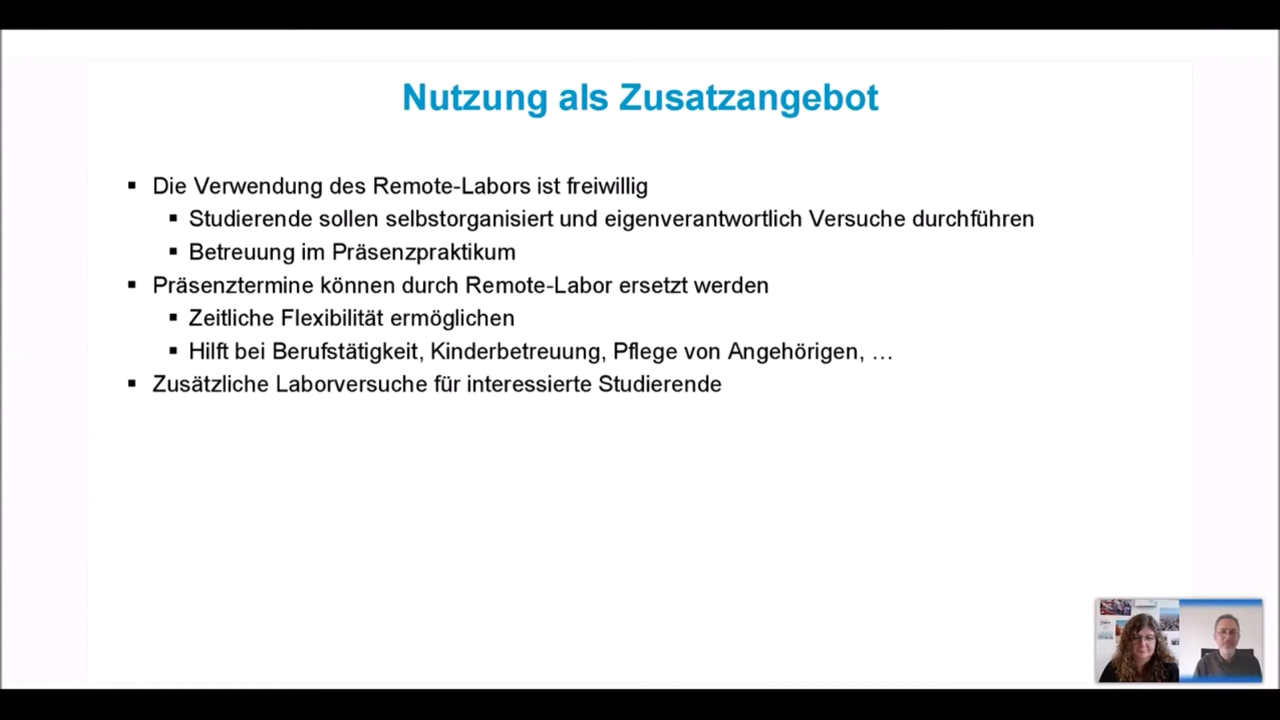 Nutzung als Zusatzangebot
▪ Die Verwendung des Remote-Labors ist freiwillig
▪ Studierende sollen selbstorganisiert und eigenverantwortlich Versuche durchführen
▪ Betreuung im Präsenzpraktikum
▪ Präsenztermine können durch Remote-Labor ersetzt werden
▪ Zeitliche Flexibilität ermöglichen
▪ Hilft bei Berufstätigkeit, Kinderbetreuung, Pflege von Angehörigen, …
▪ Zusätzliche Laborversuche für interessierte Studierende